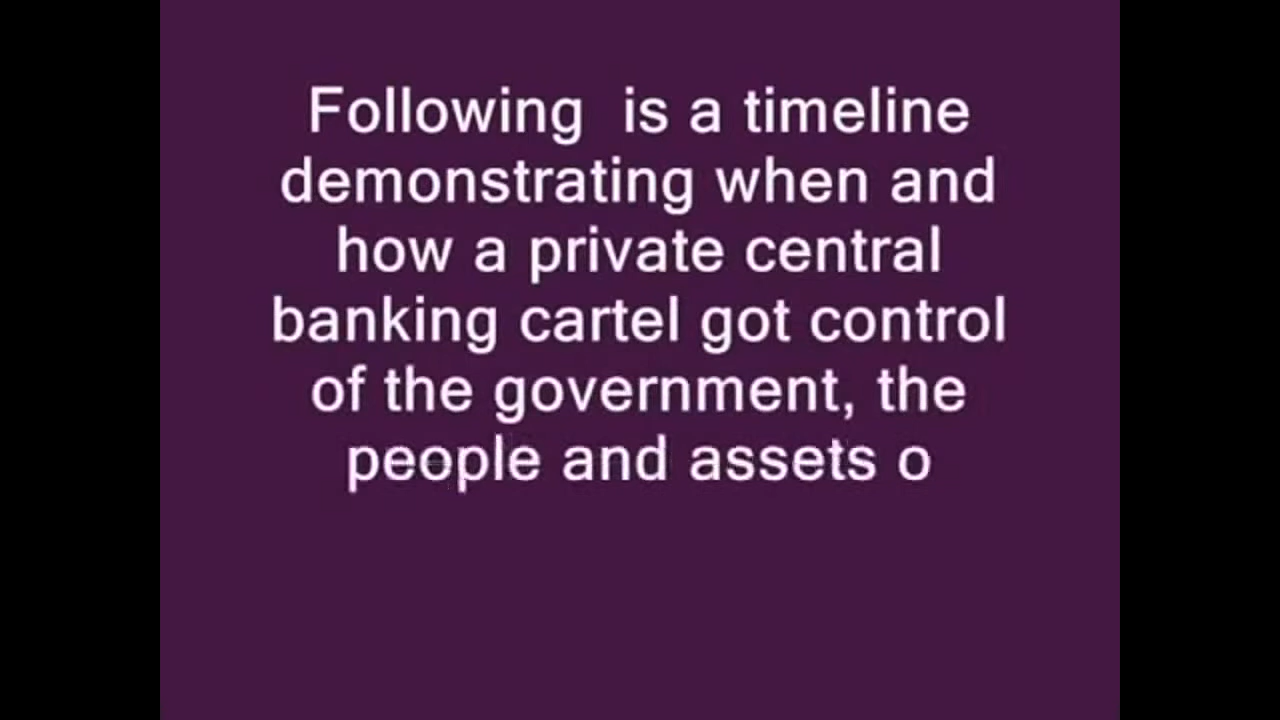 Following  is a timeline
demonstrating when and
how a private central
banking cartel got control
of the government, the
people and assets o